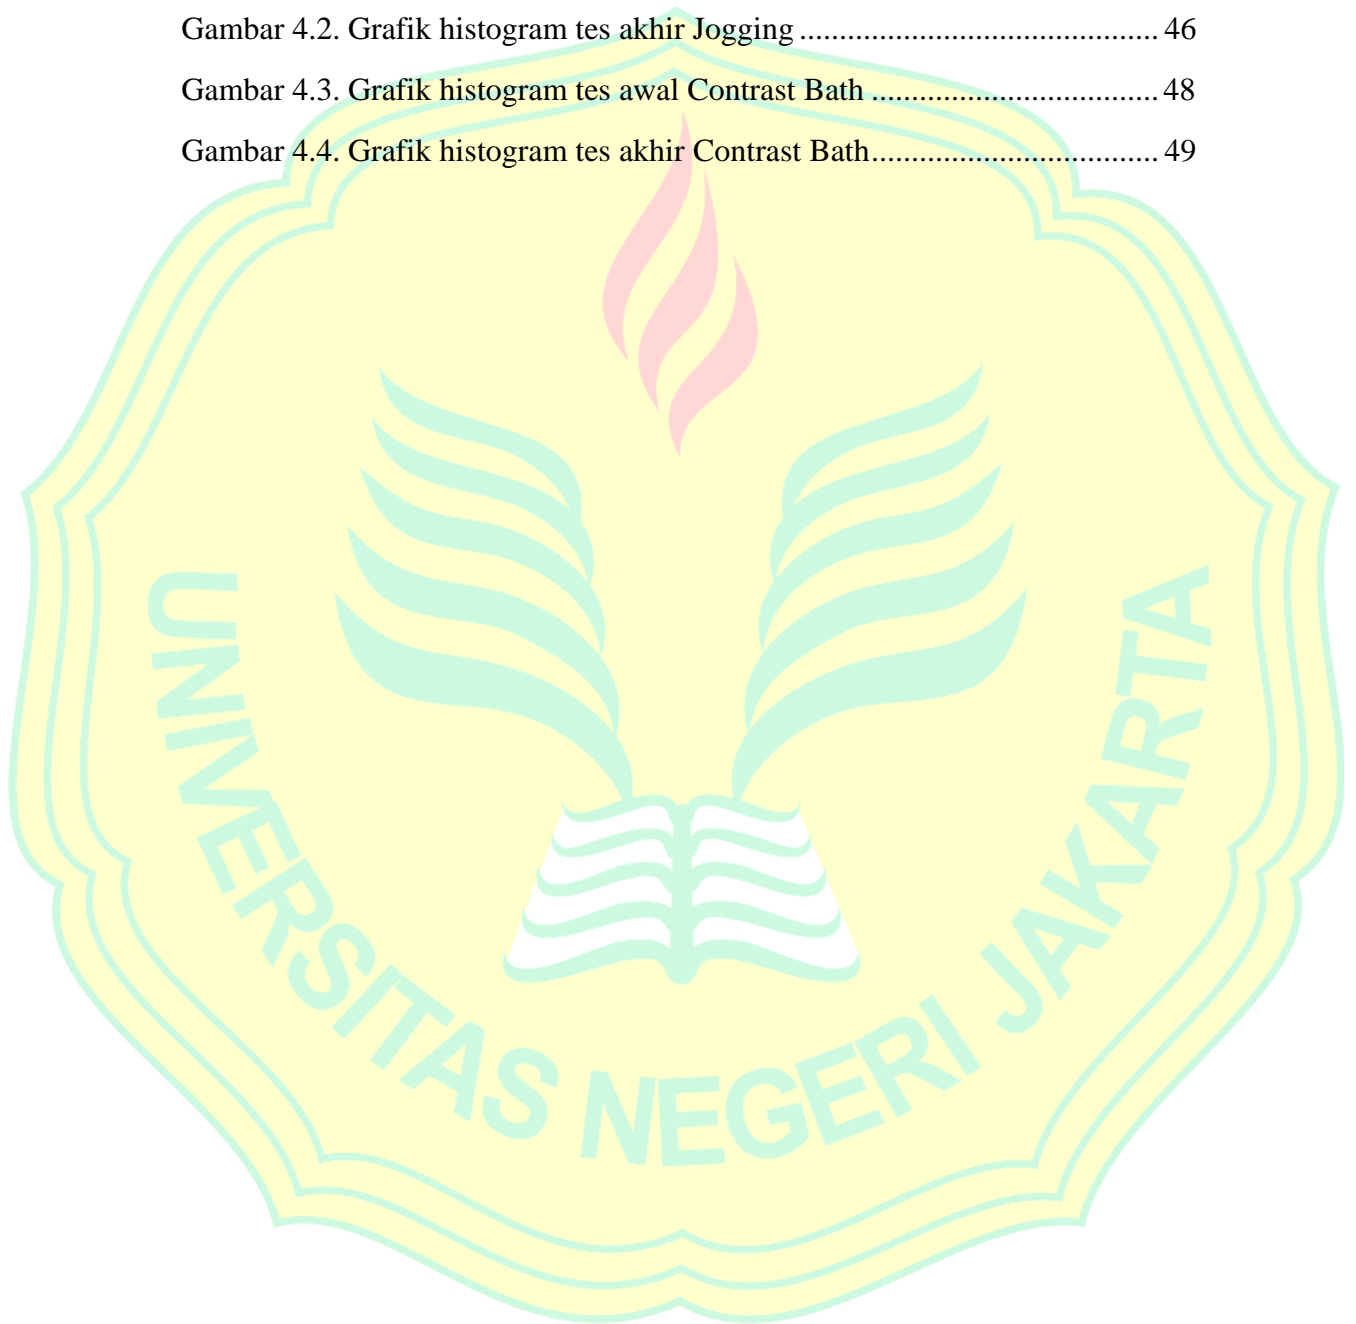 Gambar 4.2. Grafik histogram tes akhir Jogging ............................................ 46
Gambar 4.3. Grafik histogram tes awal Contrast Bath ................................... 48
Gambar 4.4. Grafik histogram tes akhir Contrast Bath................................... 49
UNIVERSITAS NEGERI JAKARTA